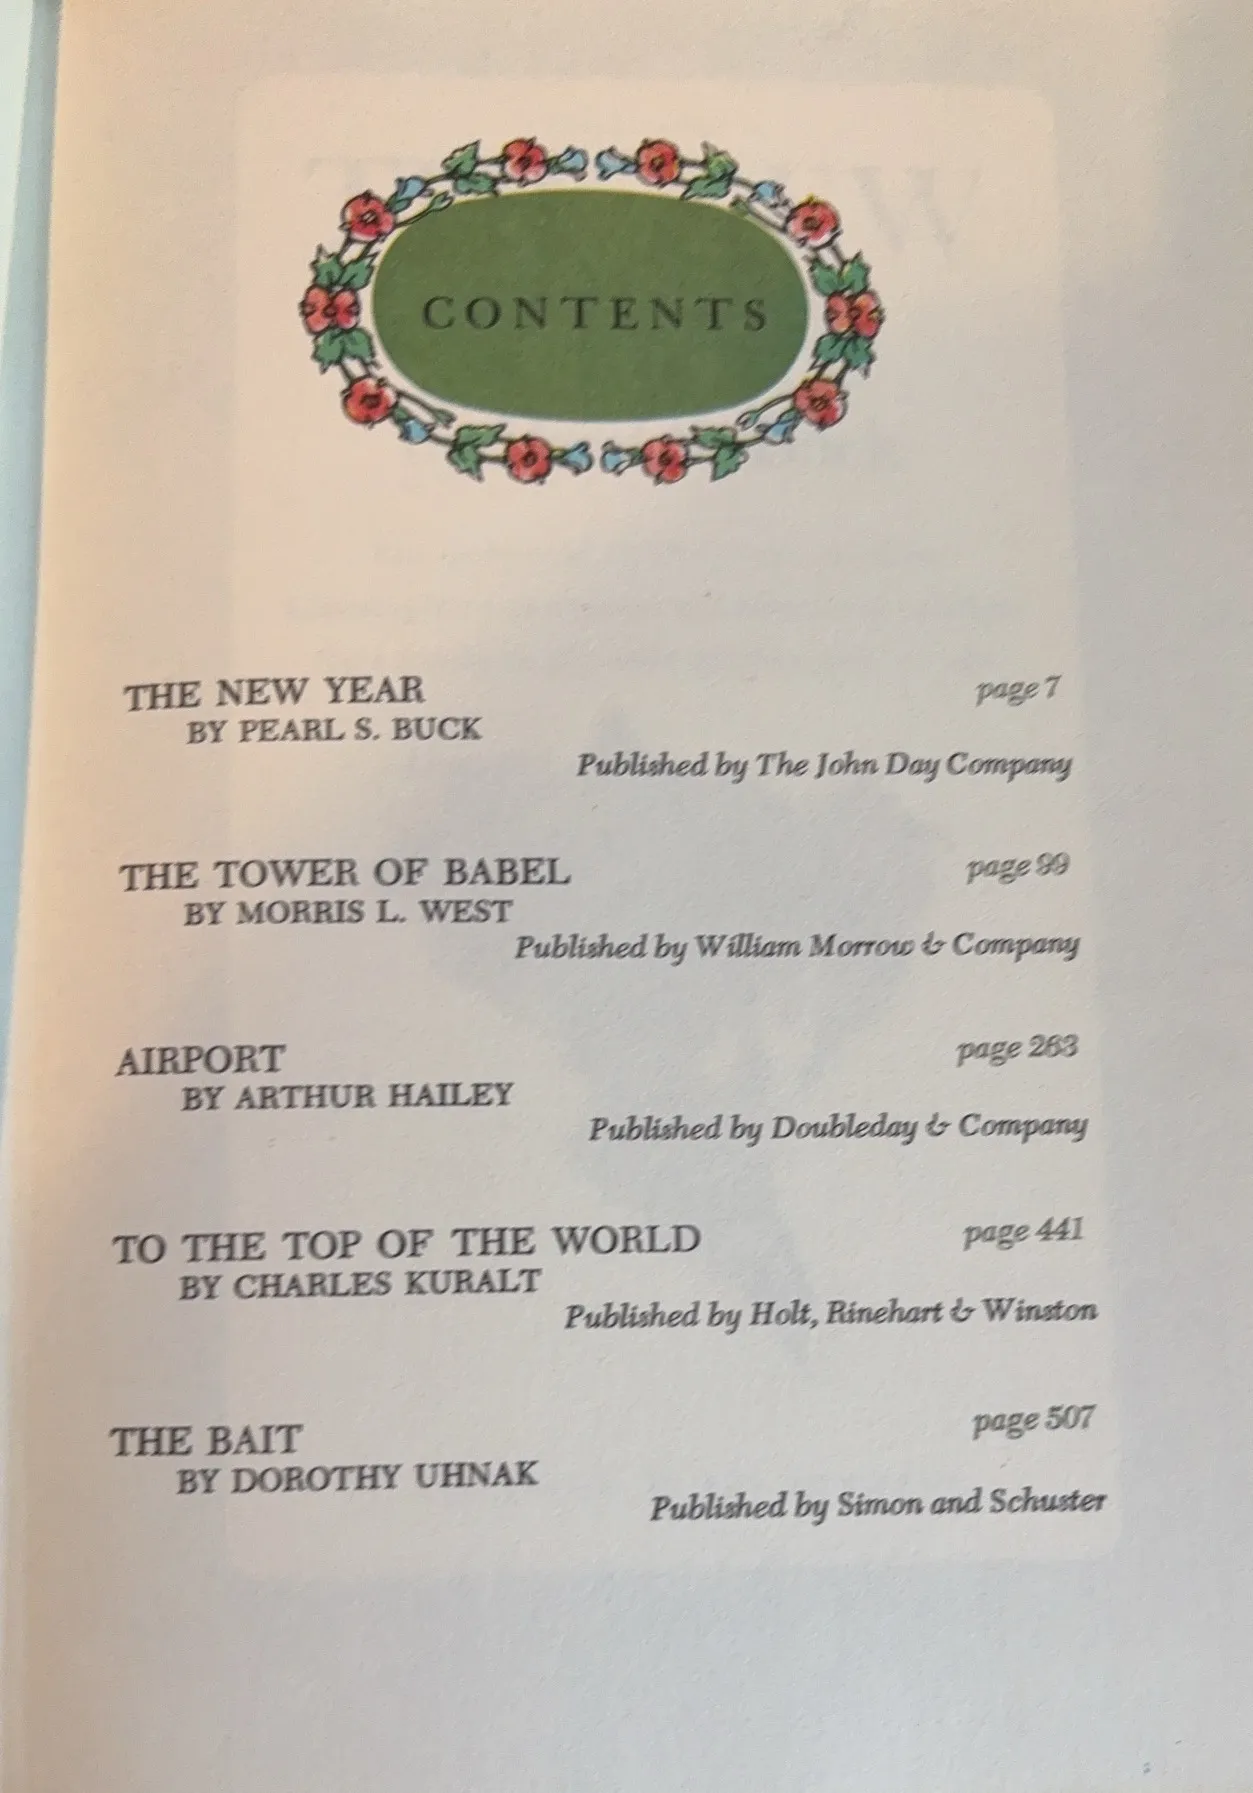 CONTENTS
THE NEW YEAR page 7
BY PEARL S. BUCK
Published by The John Day Company
THE TOWER OF BABEL page 99
BY MORRIS L. WEST
Published by William Morrow & Company
AIRPORT page 263
BY ARTHUR HAILEY
Published by Doubleday & Company
TO THE TOP OF THE WORLD page 441
BY CHARLES KURALT
Published by Holt, Rinehart & Winston
THE BAIT page 507
BY DOROTHY UHNAK
Published by Simon and Schuster